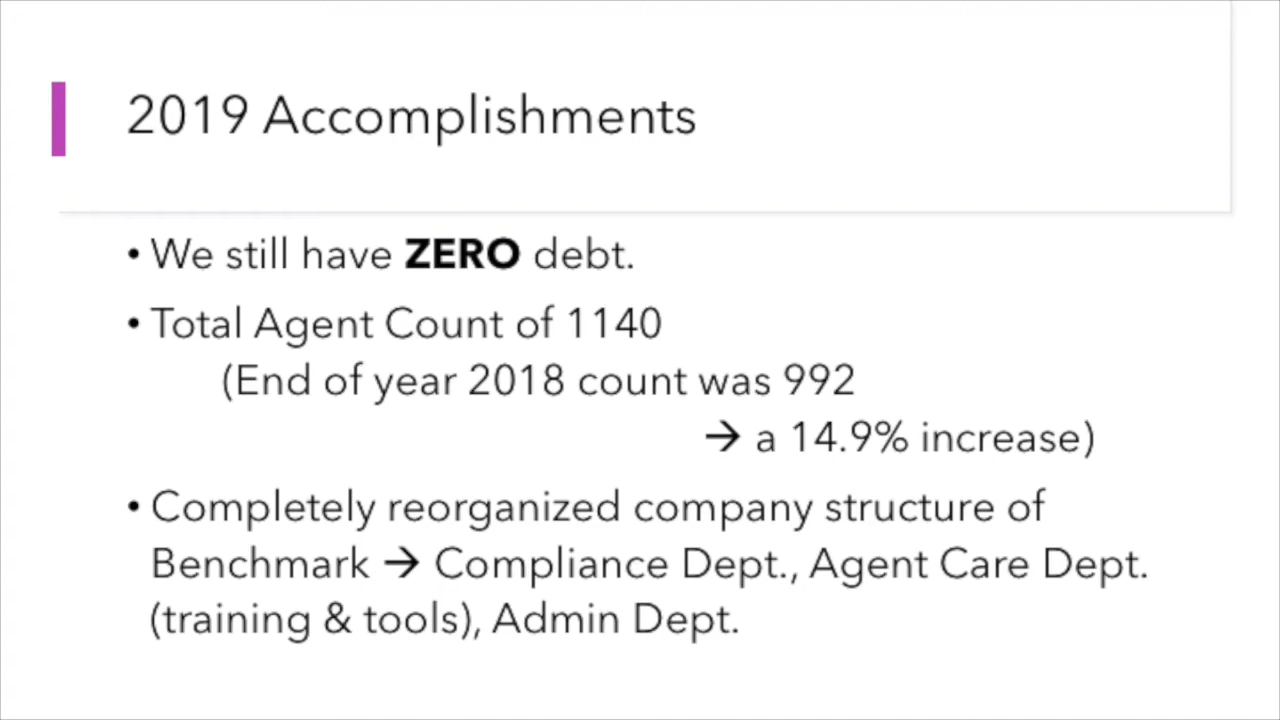 2019 Accomplishments
• We still have ZERO debt.
• Total Agent Count of 1140
(End of year 2018 count was 992
→ a 14.9% increase)
• Completely reorganized company structure of
Benchmark → Compliance Dept., Agent Care Dept.
(training & tools), Admin Dept.